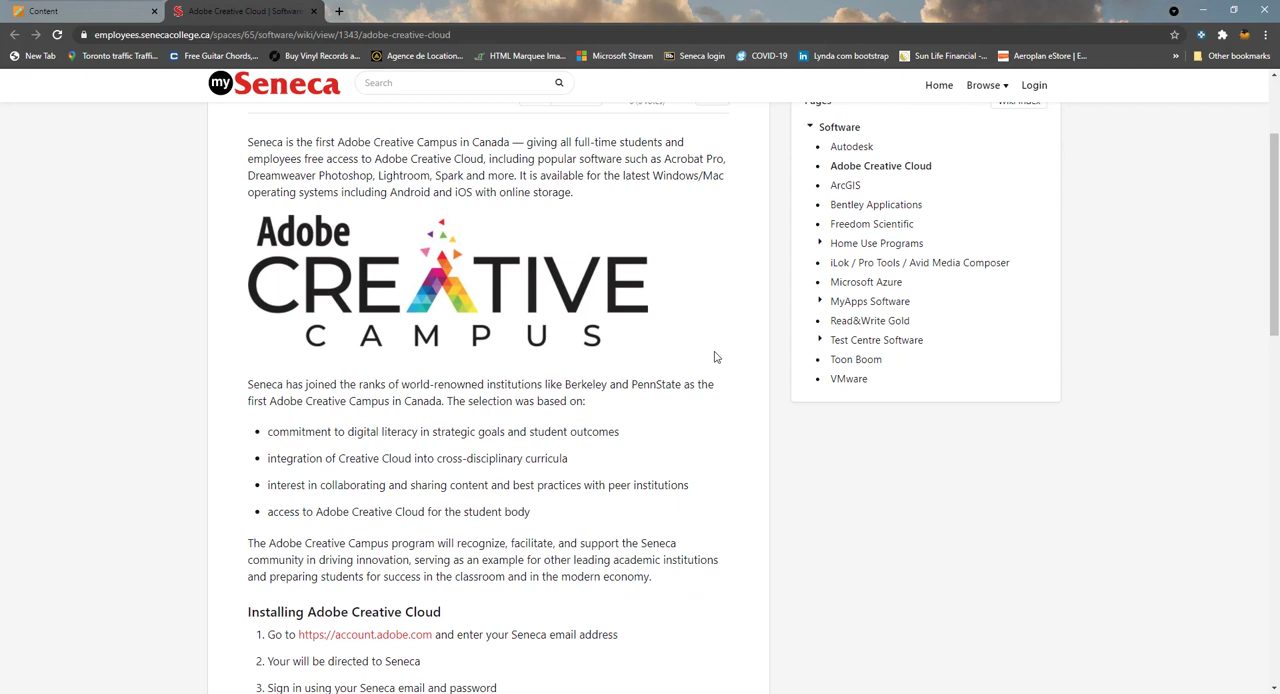 Content
Adobe Creative Cloud | Software
employees.senecacollege.ca/spaces/65/software/wiki/view/1343/adobe-creative-cloud
New Tab
Toronto traffic Traffi...
Free Guitar Chords,...
Buy Vinyl Records a...
Agence de Location...
HTML Marquee Ima...
Microsoft Stream
Bb Seneca login
COVID-19
Lynda com bootstrap
Sun Life Financial -...
Aeroplan eStore | E...
»
Other bookmarks
my Seneca
Search
Home
Browse
Login
Pages
Wiki Index
Seneca is the first Adobe Creative Campus in Canada — giving all full-time students and
employees free access to Adobe Creative Cloud, including popular software such as Acrobat Pro,
Dreamweaver Photoshop, Lightroom, Spark and more. It is available for the latest Windows/Mac
operating systems including Android and iOS with online storage.
Adobe
CREATIVE
CAMPUS
Seneca has joined the ranks of world-renowned institutions like Berkeley and PennState as the
first Adobe Creative Campus in Canada. The selection was based on:
• commitment to digital literacy in strategic goals and student outcomes
• integration of Creative Cloud into cross-disciplinary curricula
• interest in collaborating and sharing content and best practices with peer institutions
• access to Adobe Creative Cloud for the student body
The Adobe Creative Campus program will recognize, facilitate, and support the Seneca
community in driving innovation, serving as an example for other leading academic institutions
and preparing students for success in the classroom and in the modern economy.
Installing Adobe Creative Cloud
1. Go to https://account.adobe.com and enter your Seneca email address
2. Your will be directed to Seneca
3. Sign in using your Seneca email and password
Software
• Autodesk
• Adobe Creative Cloud
• ArcGIS
• Bentley Applications
• Freedom Scientific
Home Use Programs
• iLok / Pro Tools / Avid Media Composer
• Microsoft Azure
MyApps Software
• Read&Write Gold
Test Centre Software
• Toon Boom
• VMware